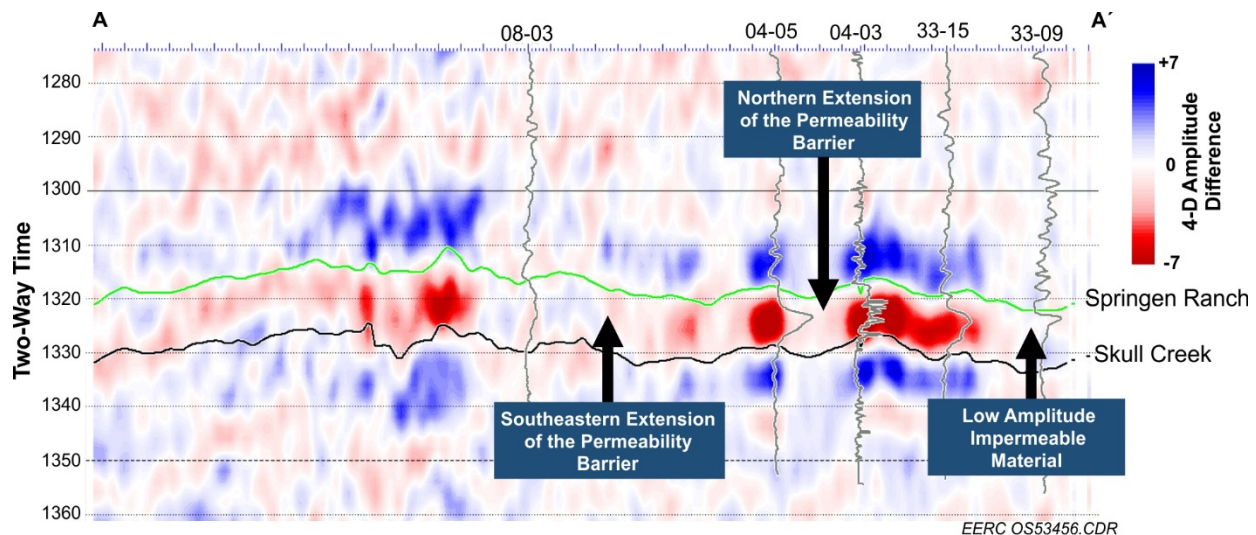 A
A´
08-03
04-05
04-03
33-15
33-09
Two-Way Time
1280
1290
1300
1310
1320
1330
1340
1350
1360
Northern Extension
of the Permeability
Barrier
Southeastern Extension
of the Permeability
Barrier
Low Amplitude
Impermeable
Material
Springen Ranch
Skull Creek
+7
0
-7
4-D Amplitude
Difference
EERC OS53456.CDR